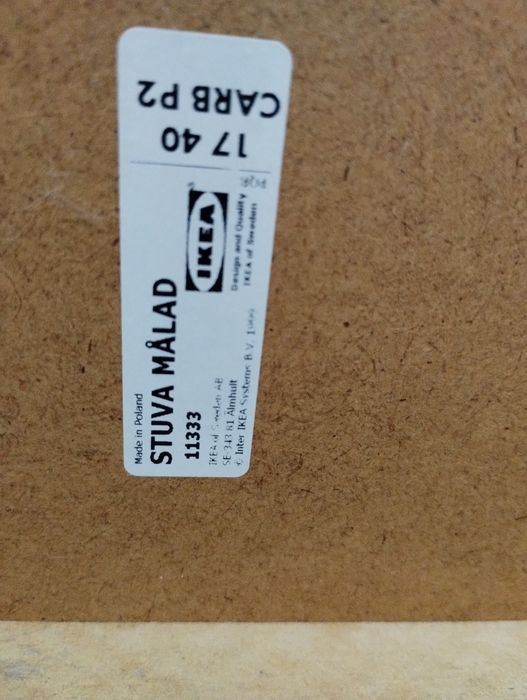 Made in Poland
STUVA MÅLAD
11333
IKEA of Sweden AB
SE-343 81 Älmhult
© Inter IKEA Systems B.V. 1999
IKEA
Design and Quality
IKEA of Sweden
17 40
CARB P2